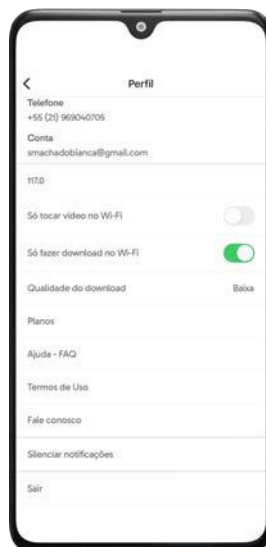 Perfil
Telefone
+55 (21) 969040705
Conta
smachadobianca@gmail.com
117.0
Só tocar vídeo no Wi-Fi
Só fazer download no Wi-Fi
Qualidade do download Baixa
Planos
Ajuda - FAQ
Termos de Uso
Fale conosco
Silenciar notificações
Sair